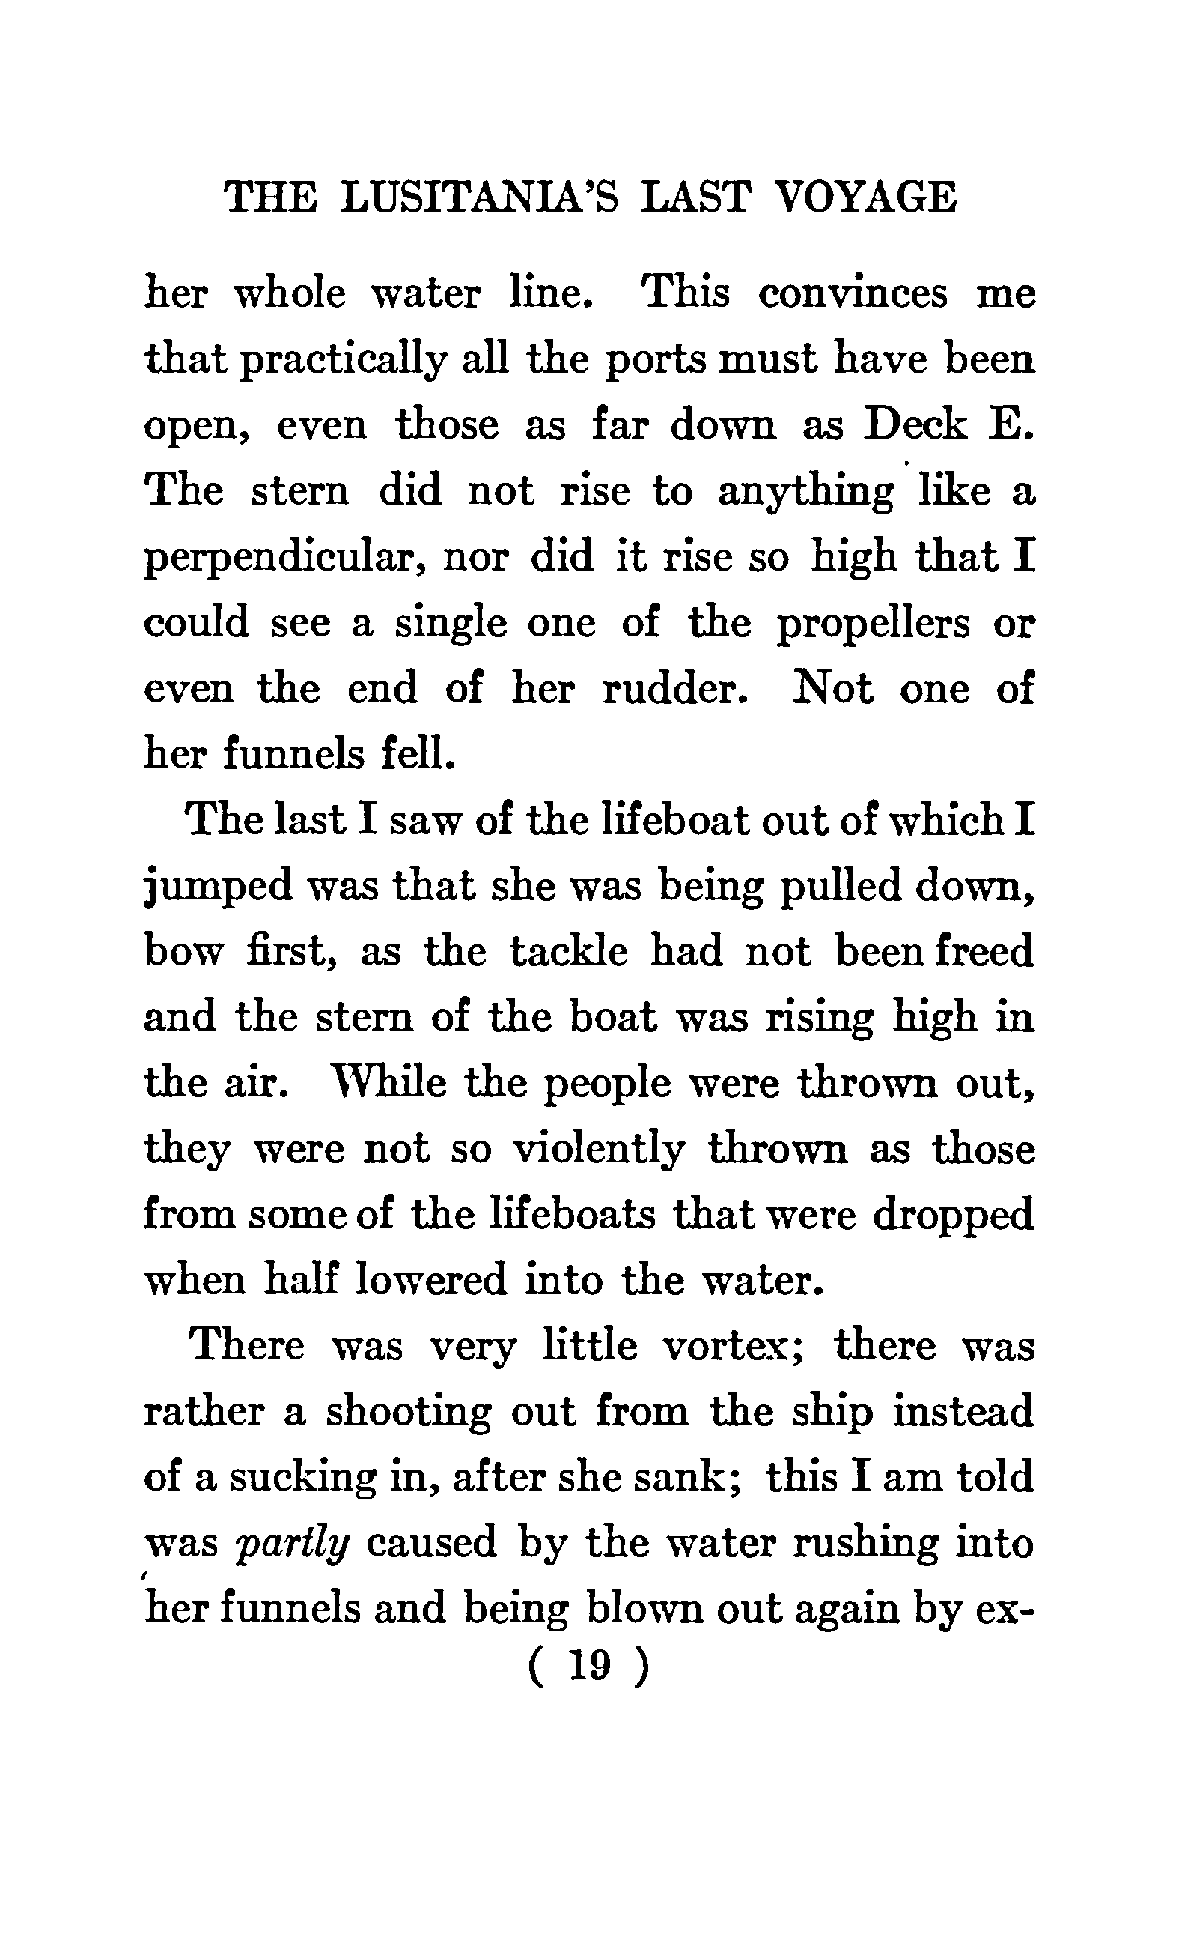 THE LUSITANIA'S LAST VOYAGE
her whole water line. This convinces me
that practically all the ports must have been
open, even those as far down as Deck E.
The stern did not rise to anything like a
perpendicular, nor did it rise so high that I
could see a single one of the propellers or
even the end of her rudder. Not one of
her funnels fell.
The last I saw of the lifeboat out of which I
jumped was that she was being pulled down,
bow first, as the tackle had not been freed
and the stern of the boat was rising high in
the air. While the people were thrown out,
they were not so violently thrown as those
from some of the lifeboats that were dropped
when half lowered into the water.
There was very little vortex; there was
rather a shooting out from the ship instead
of a sucking in, after she sank; this I am told
was partly caused by the water rushing into
her funnels and being blown out again by ex-
( 19 )